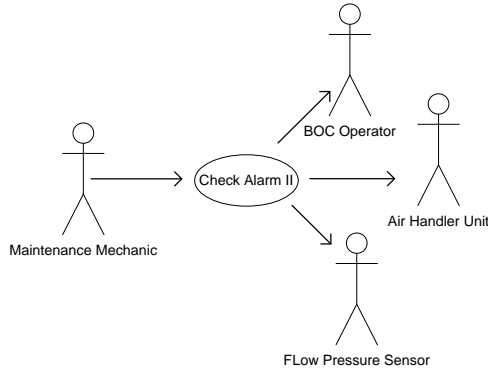 BOC Operator
Check Alarm II
Air Handler Unit
Maintenance Mechanic
FLow Pressure Sensor